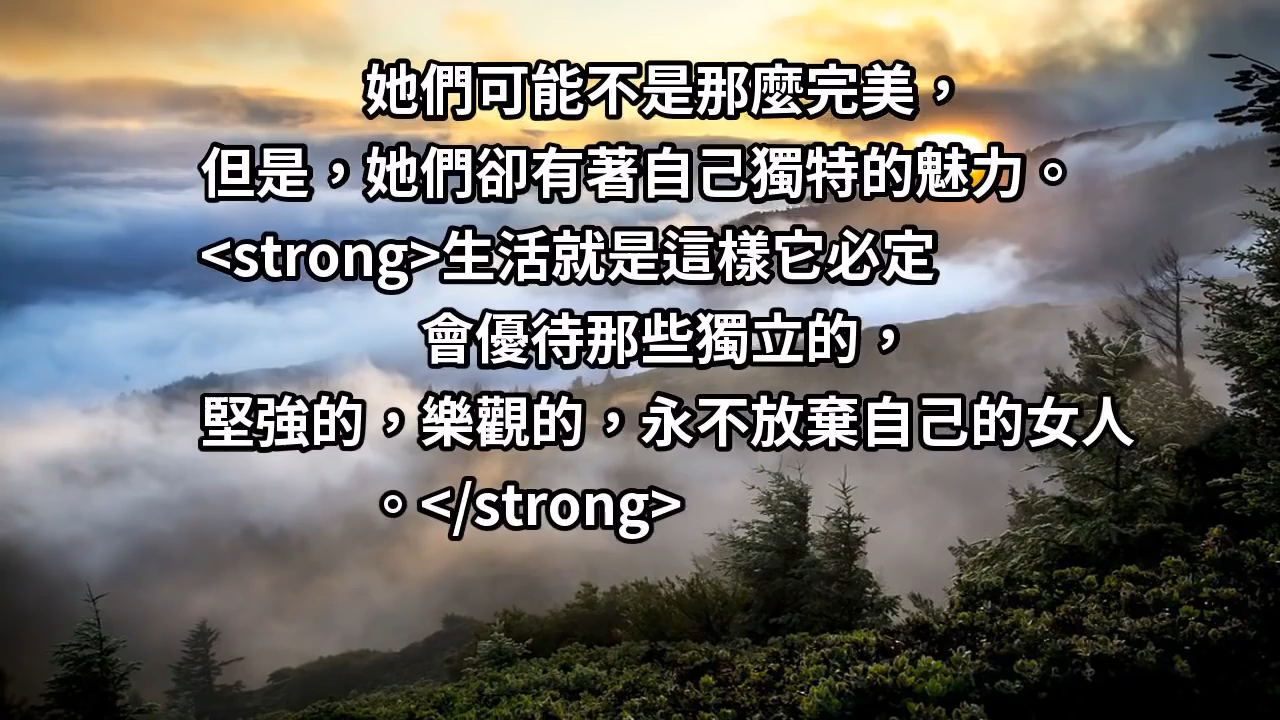 她們可能不是那麼完美，
但是，她們卻有著自己獨特的魅力。
<strong>生活就是這樣它必定
會優待那些獨立的，
堅強的，樂觀的，永不放棄自己的女人
。</strong>